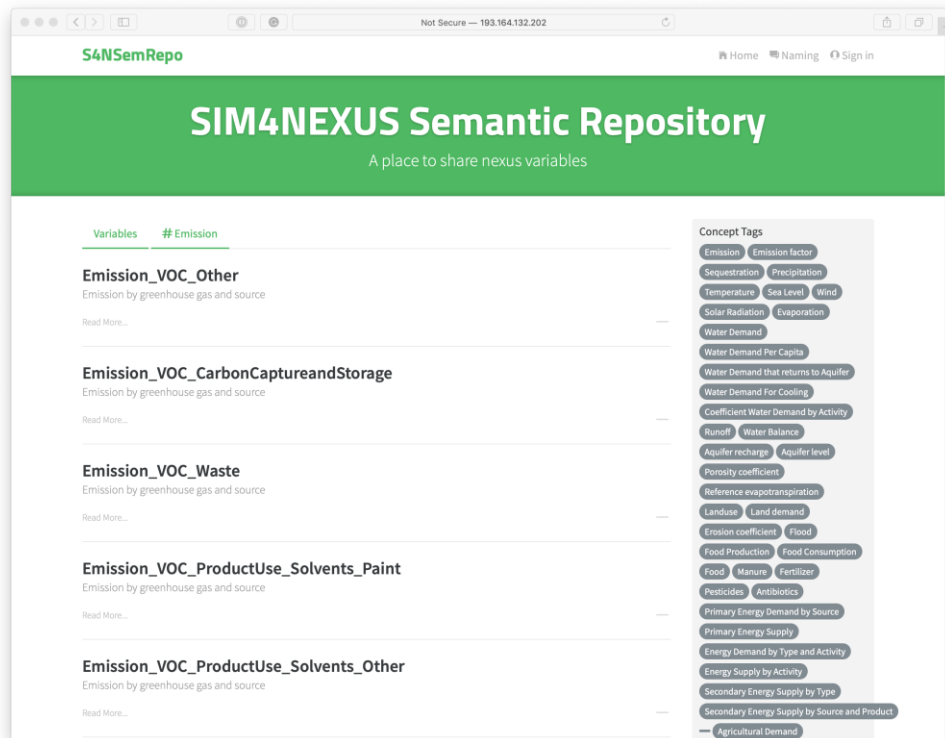 Not Secure — 193.164.132.202
S4NSemRepo
Home Naming Sign in
SIM4NEXUS Semantic Repository
A place to share nexus variables
Variables # Emission
Emission_VOC_Other
Emission by greenhouse gas and source
Read More...
Emission_VOC_CarbonCaptureandStorage
Emission by greenhouse gas and source
Read More...
Emission_VOC_Waste
Emission by greenhouse gas and source
Read More...
Emission_VOC_ProductUse_Solvents_Paint
Emission by greenhouse gas and source
Read More...
Emission_VOC_ProductUse_Solvents_Other
Emission by greenhouse gas and source
Read More...
Concept Tags
Emission Emission factor
Sequestration Precipitation
Temperature Sea Level Wind
Solar Radiation Evaporation
Water Demand
Water Demand Per Capita
Water Demand that returns to Aquifer
Water Demand For Cooling
Coefficient Water Demand by Activity
Runoff Water Balance
Aquifer recharge Aquifer level
Porosity coefficient
Reference evapotranspiration
Landuse Land demand
Erosion coefficient Flood
Food Production Food Consumption
Food Manure Fertilizer
Pesticides Antibiotics
Primary Energy Demand by Source
Primary Energy Supply
Energy Demand by Type and Activity
Energy Supply by Activity
Secondary Energy Supply by Type
Secondary Energy Supply by Source and Product
Agricultural Demand